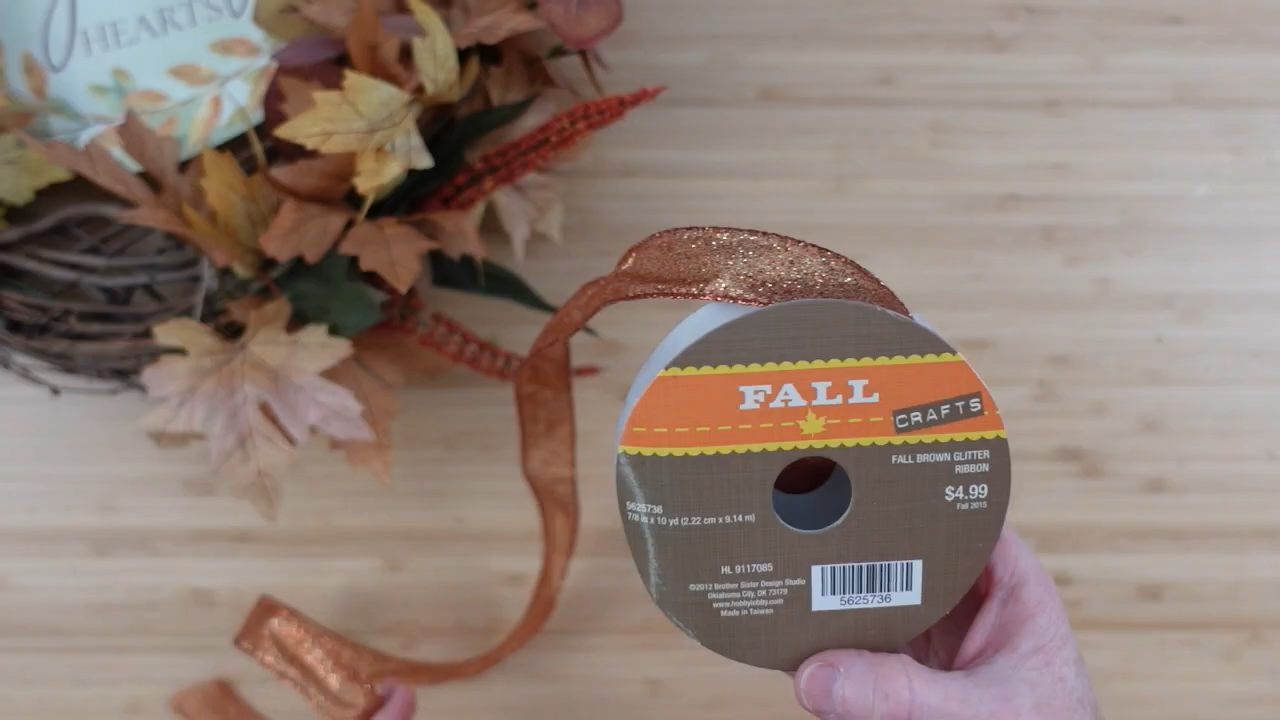 HEARTS
FALL
CRAFTS
FALL BROWN GLITTER
RIBBON
$4.99
Fall 2015
5625736
7/8 in x 10 yd (2.22 cm x 9.14 m)
HL 9117085
©2012 Brother Sister Design Studio
Oklahoma City, OK 73179
www.hobbylobby.com
Made in Taiwan
5625736